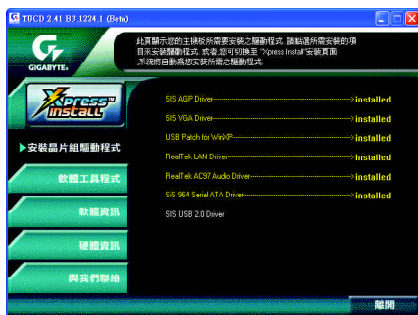 TUCD 2.41 B3.1224.1 (Beta)
GIGABYTE
此頁顯示您的主機板所需要安裝之驅動程式. 請點選所需安裝的項
目來安裝驅動程式, 或者,您可切換至 "Xpress Install"安裝頁面
,系統將自動為您安裝所需之驅動程式.
Xpress™
install
安裝晶片組驅動程式
軟體工具程式
軟體資訊
硬體資訊
與我們聯絡
SIS AGP Driver installed
SIS VGA Driver installed
USB Patch for WinXP installed
RealTek LAN Driver installed
RealTek AC97 Audio Driver installed
SiS 964 Serial ATA Driver installed
SIS USB 2.0 Driver
離開